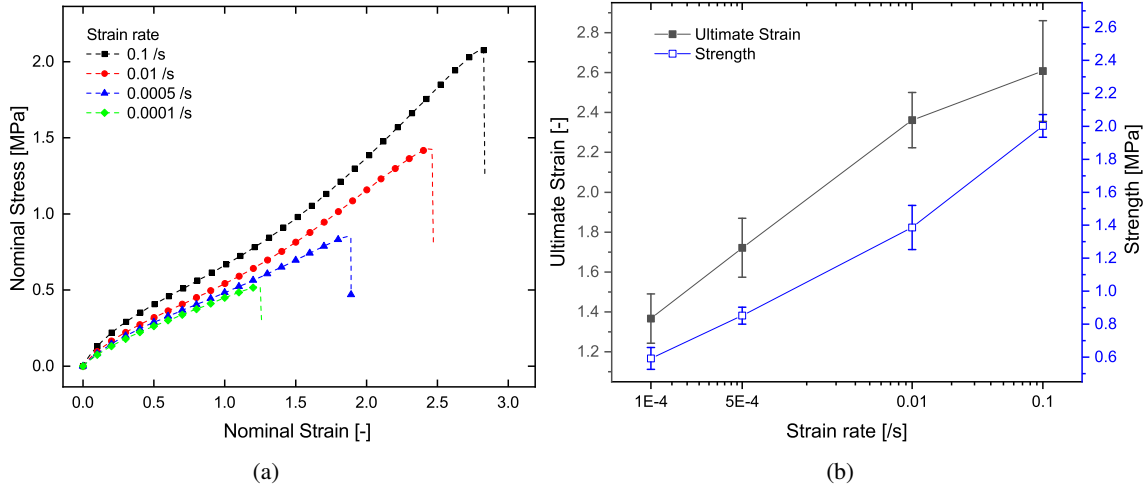 Strain rate
0.1 /s
0.01 /s
0.0005 /s
0.0001 /s
2.0
1.5
1.0
0.5
0.0
Nominal Stress [MPa]
0.0 0.5 1.0 1.5 2.0 2.5 3.0
Nominal Strain [-]
(a)
Ultimate Strain
Strength
2.8
2.6
2.4
2.2
2.0
1.8
1.6
1.4
1.2
Ultimate Strain [-]
2.6
2.4
2.2
2.0
1.8
1.6
1.4
1.2
1.0
0.8
0.6
Strength [MPa]
1E-4 5E-4 0.01 0.1
Strain rate [/s]
(b)